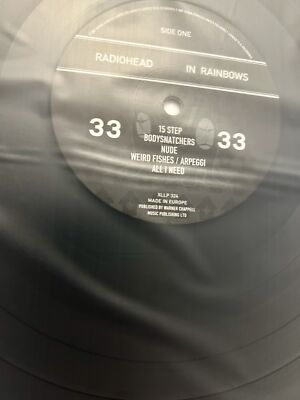 SIDE ONE
RADIOHEAD IN RAINBOWS
33 33
15 STEP
BODYSNATCHERS
NUDE
WEIRD FISHES / ARPEGGI
ALL I NEED
XLLP 324
MADE IN EUROPE
PUBLISHED BY WARNER CHAPPELL
MUSIC PUBLISHING LTD